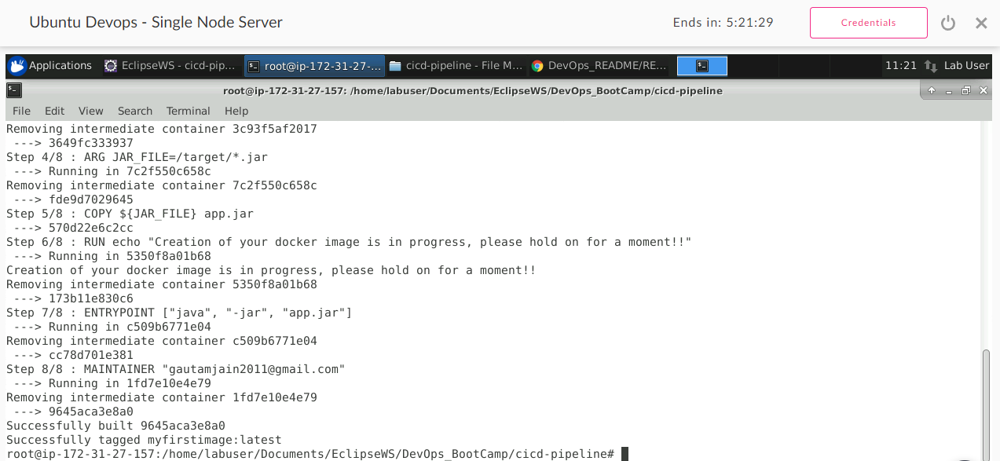 Ubuntu Devops - Single Node Server
Ends in: 5:21:29
Credentials
Applications
EclipseWS - cicd-pip...
root@ip-172-31-27-...
cicd-pipeline - File M...
DevOps_README/RE...
11:21
Lab User
root@ip-172-31-27-157: /home/labuser/Documents/EclipseWS/DevOps_BootCamp/cicd-pipeline
File Edit View Search Terminal Help
Removing intermediate container 3c93f5af2017
 ---> 3649fc333937
Step 4/8 : ARG JAR_FILE=/target/*.jar
 ---> Running in 7c2f550c658c
Removing intermediate container 7c2f550c658c
 ---> fde9d7029645
Step 5/8 : COPY ${JAR_FILE} app.jar
 ---> 570d22e6c2cc
Step 6/8 : RUN echo "Creation of your docker image is in progress, please hold on for a moment!!"
 ---> Running in 5350f8a01b68
Creation of your docker image is in progress, please hold on for a moment!!
Removing intermediate container 5350f8a01b68
 ---> 173b11e830c6
Step 7/8 : ENTRYPOINT ["java", "-jar", "app.jar"]
 ---> Running in c509b6771e04
Removing intermediate container c509b6771e04
 ---> cc78d701e381
Step 8/8 : MAINTAINER "gautamjain2011@gmail.com"
 ---> Running in 1fd7e10e4e79
Removing intermediate container 1fd7e10e4e79
 ---> 9645aca3e8a0
Successfully built 9645aca3e8a0
Successfully tagged myfirstimage:latest
root@ip-172-31-27-157:/home/labuser/Documents/EclipseWS/DevOps_BootCamp/cicd-pipeline#